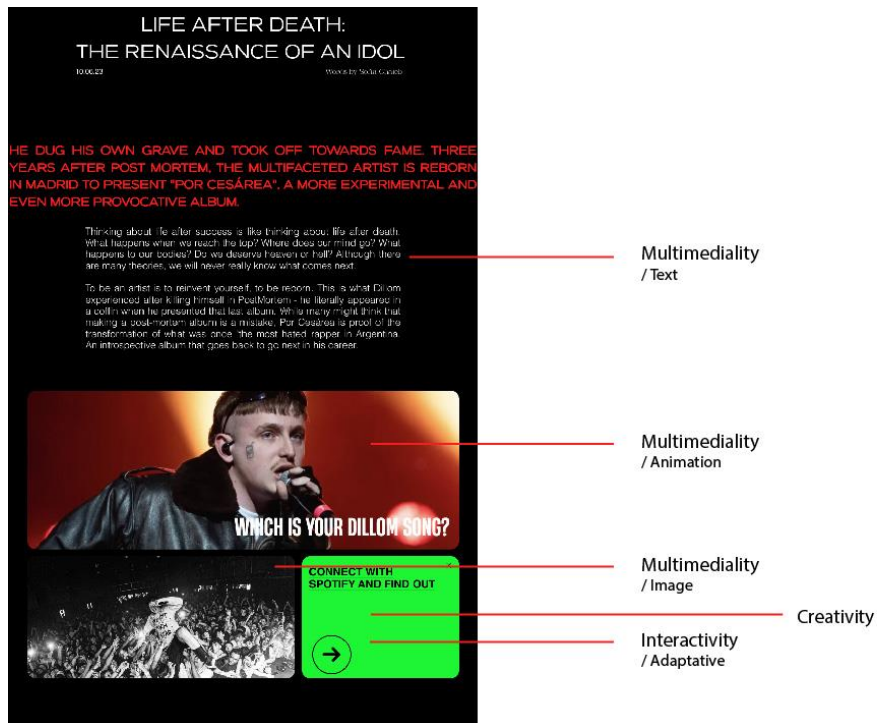 LIFE AFTER DEATH:
THE RENAISSANCE OF AN IDOL
10.06.23
Words by Sofía
HE DUG HIS OWN GRAVE AND TOOK OFF TOWARDS FAME. THREE
YEARS AFTER POST MORTEM, THE MULTIFACETED ARTIST IS REBORN
IN MADRID TO PRESENT "POR CESÁREA", A MORE EXPERIMENTAL AND
EVEN MORE PROVOCATIVE ALBUM.
Thinking about life after success is like thinking about life after death.
What happens when we reach the top? Where does our mind go? What
happens to our bodies? Do we deserve heaven or hell? Although there
are many theories, we will never really know what comes next.
To be an artist is to reinvent yourself, to be reborn. This is what Dillom
experienced after killing himself in PostMortem - he literally appeared in
a coffin when he presented that last album. While many might think that
making a post-mortem album is a mistake, Por Cesárea is proof of the
transformation of what was once 'the most hated rapper in Argentina.
An introspective album that goes back to go next in his career.
WHICH IS YOUR DILLOM SONG?
CONNECT WITH
SPOTIFY AND FIND OUT
Multimediality
/ Text
Multimediality
/ Animation
Multimediality
/ Image
Creativity
Interactivity
/ Adaptative